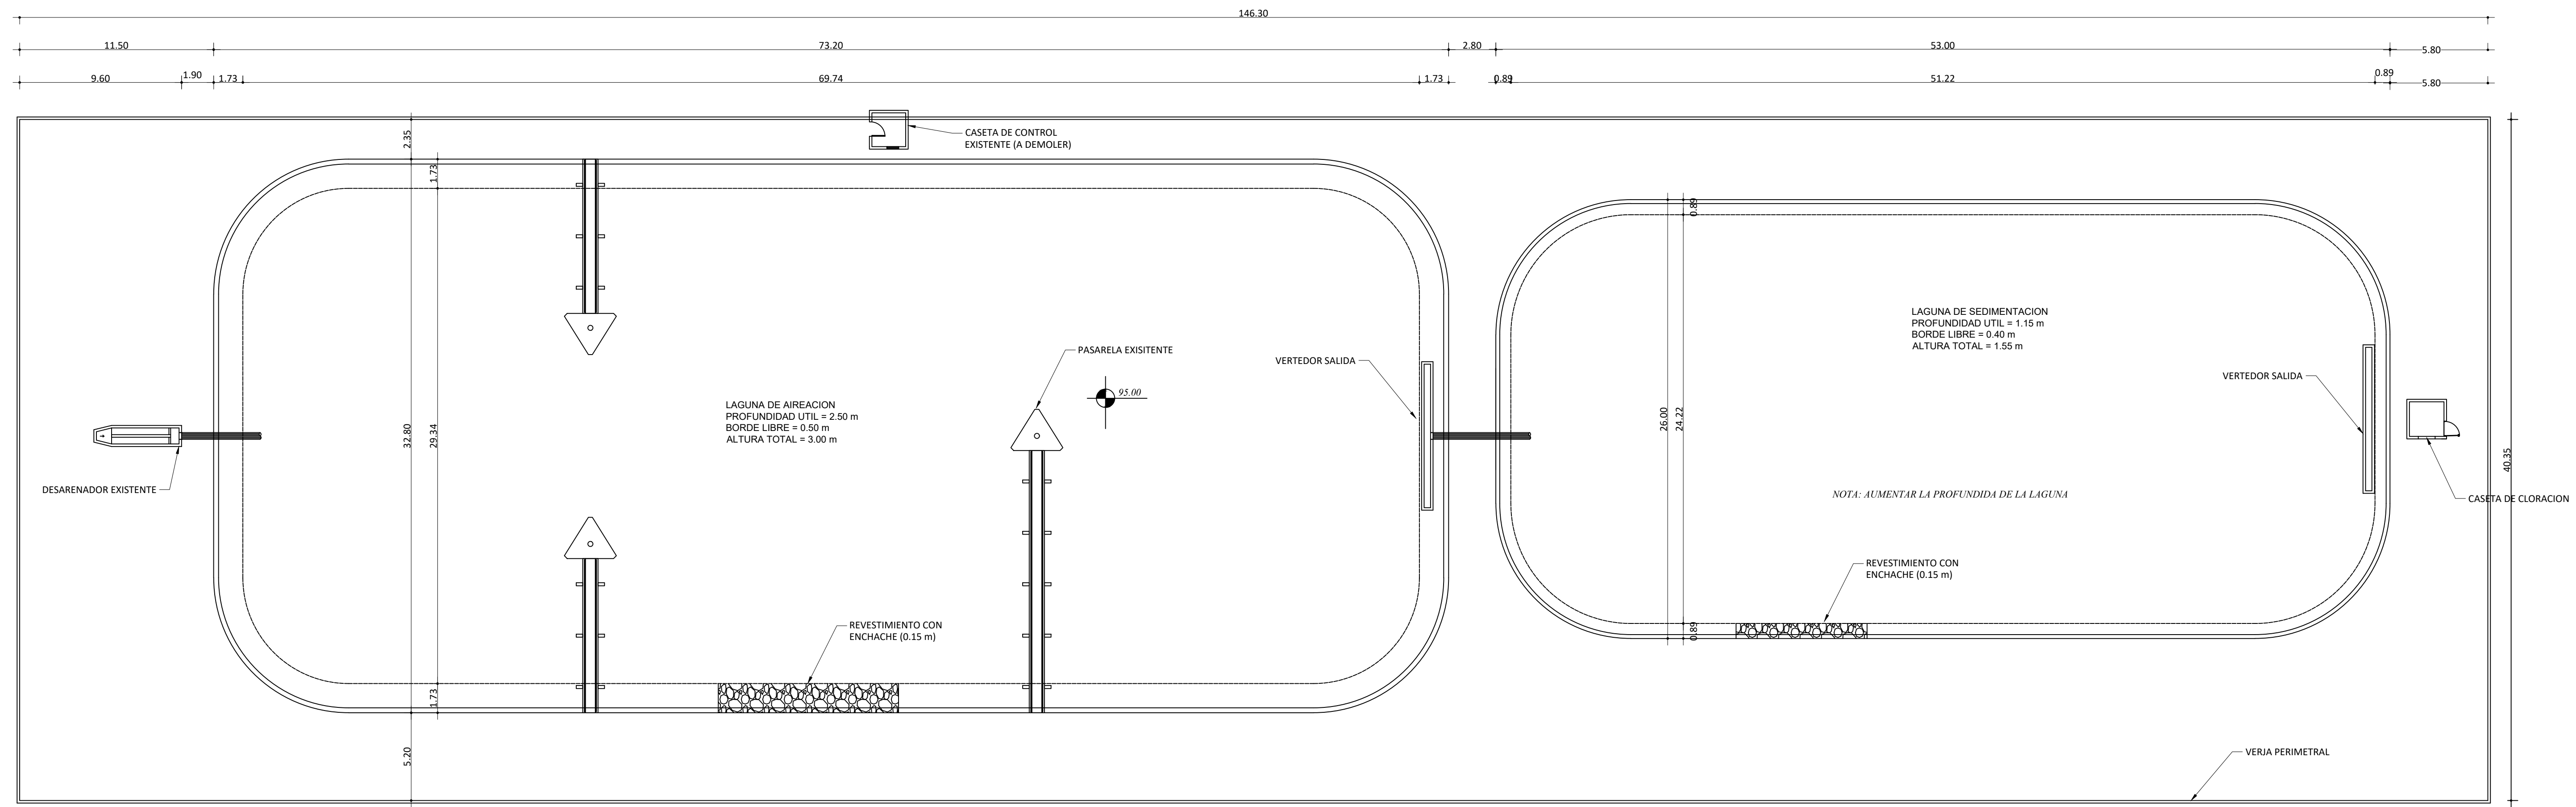 146.30
11.50
73.20
2.80
53.00
5.80
9.60
1.90
1.73
69.74
1.73
0.89
51.22
0.89
5.80
2.35
1.73
CASETA DE CONTROL
EXISTENTE (A DEMOLER)
0.89
LAGUNA DE SEDIMENTACION
PROFUNDIDAD UTIL = 1.15 m
BORDE LIBRE = 0.40 m
ALTURA TOTAL = 1.55 m
PASARELA EXISITENTE
VERTEDOR SALIDA
VERTEDOR SALIDA
95.00
LAGUNA DE AIREACION
PROFUNDIDAD UTIL = 2.50 m
BORDE LIBRE = 0.50 m
ALTURA TOTAL = 3.00 m
32.80
29.34
26.00
24.22
40.35
DESARENADOR EXISTENTE
NOTA: AUMENTAR LA PROFUNDIDA DE LA LAGUNA
CASETA DE CLORACION
REVESTIMIENTO CON
ENCHACHE (0.15 m)
REVESTIMIENTO CON
ENCHACHE (0.15 m)
0.89
1.73
5.20
VERJA PERIMETRAL